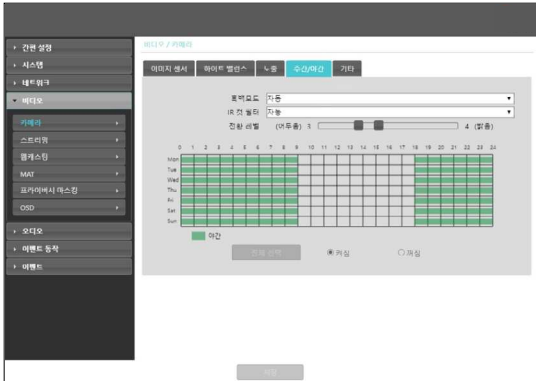 비디오 / 카메라
간편 설정
시스템
네트워크
비디오
카메라
스트리밍
웹캐스팅
MAT
프라이버시 마스킹
OSD
오디오
이벤트 동작
이벤트
이미지 센서
화이트 밸런스
노출
주간/야간
기타
흑백모드 자동
IR 컷 필터 자동
전환 레벨 (어두움) 3 4 (밝음)
0 1 2 3 4 5 6 7 8 9 10 11 12 13 14 15 16 17 18 19 20 21 22 23 24
Mon
Tue
Wed
Thu
Fri
Sat
Sun
야간
전체 선택 켜짐 꺼짐
저장